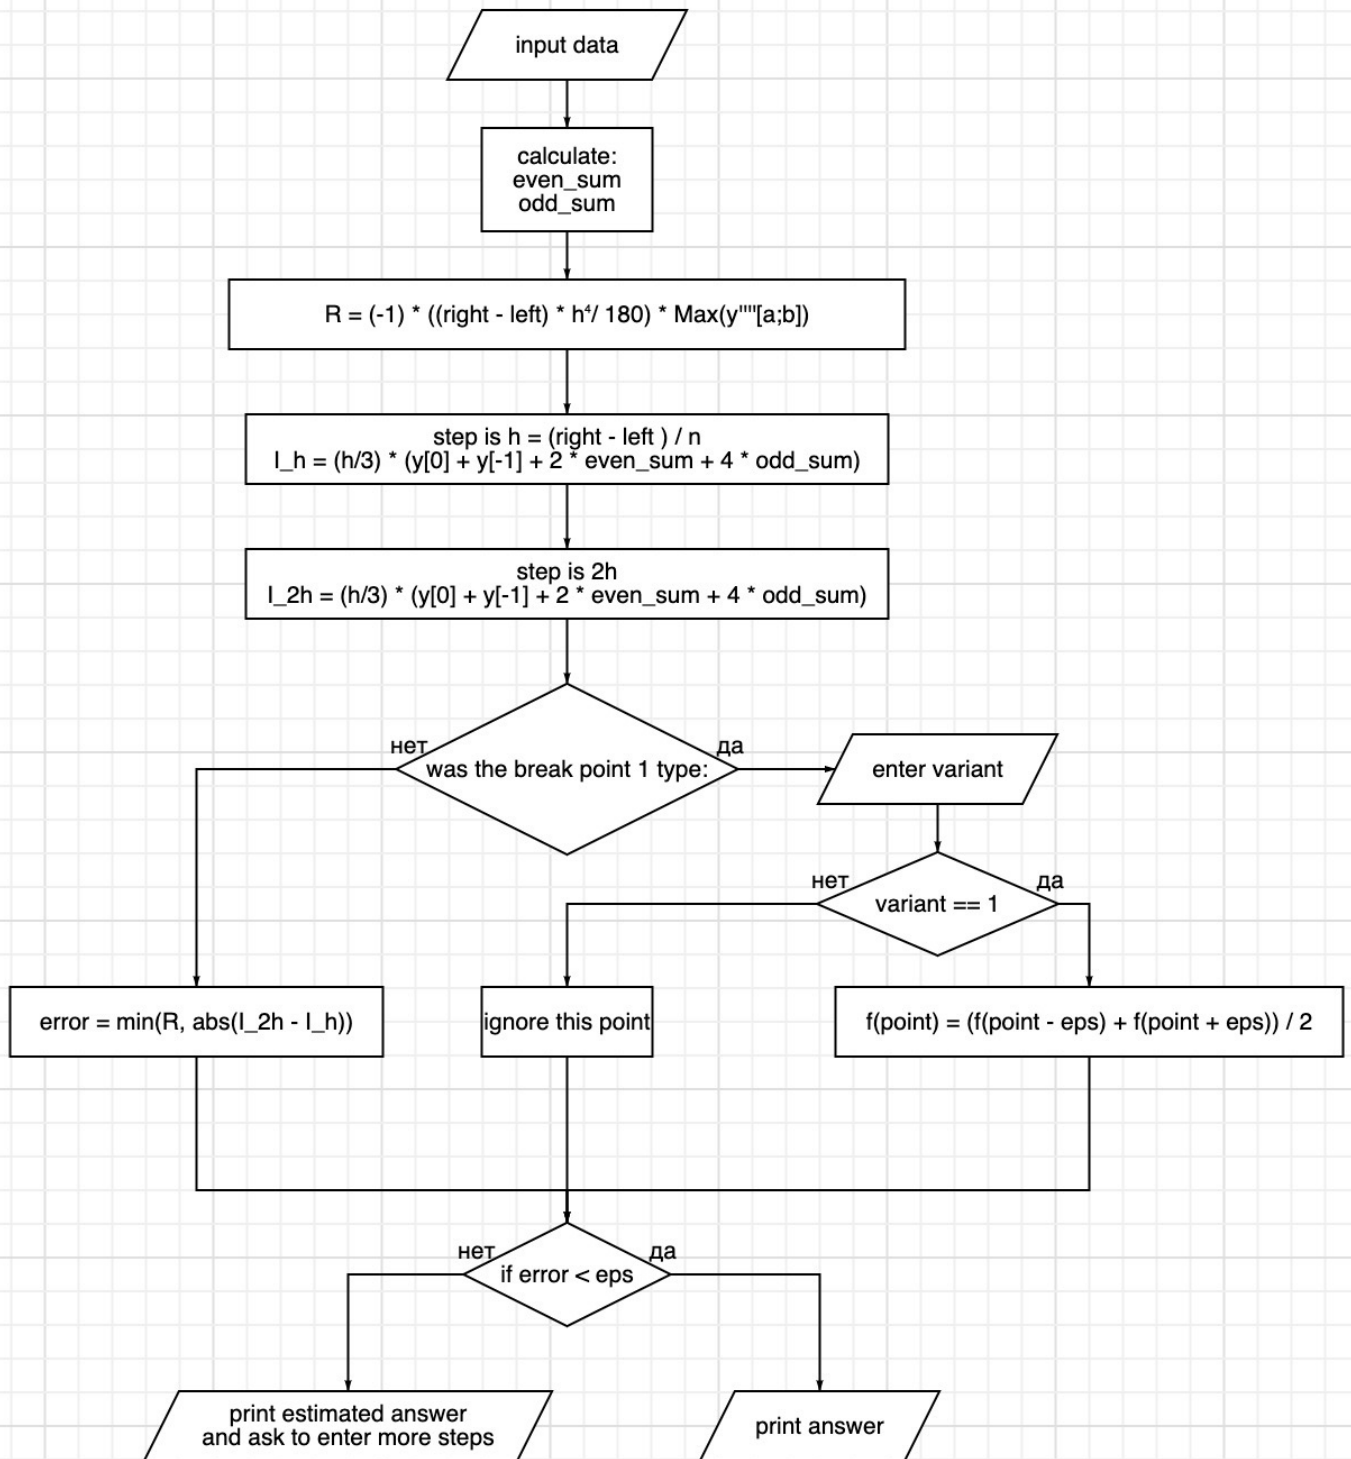 input data
calculate:
even_sum
odd_sum
R = (-1) * ((right - left) * h⁴/ 180) * Max(y""[a;b])
step is h = (right - left ) / n
I_h = (h/3) * (y[0] + y[-1] + 2 * even_sum + 4 * odd_sum)
step is 2h
I_2h = (h/3) * (y[0] + y[-1] + 2 * even_sum + 4 * odd_sum)
нет
да
was the break point 1 type:
enter variant
нет
да
variant == 1
error = min(R, abs(I_2h - I_h))
ignore this point
f(point) = (f(point - eps) + f(point + eps)) / 2
нет
да
if error < eps
print estimated answer
and ask to enter more steps
print answer